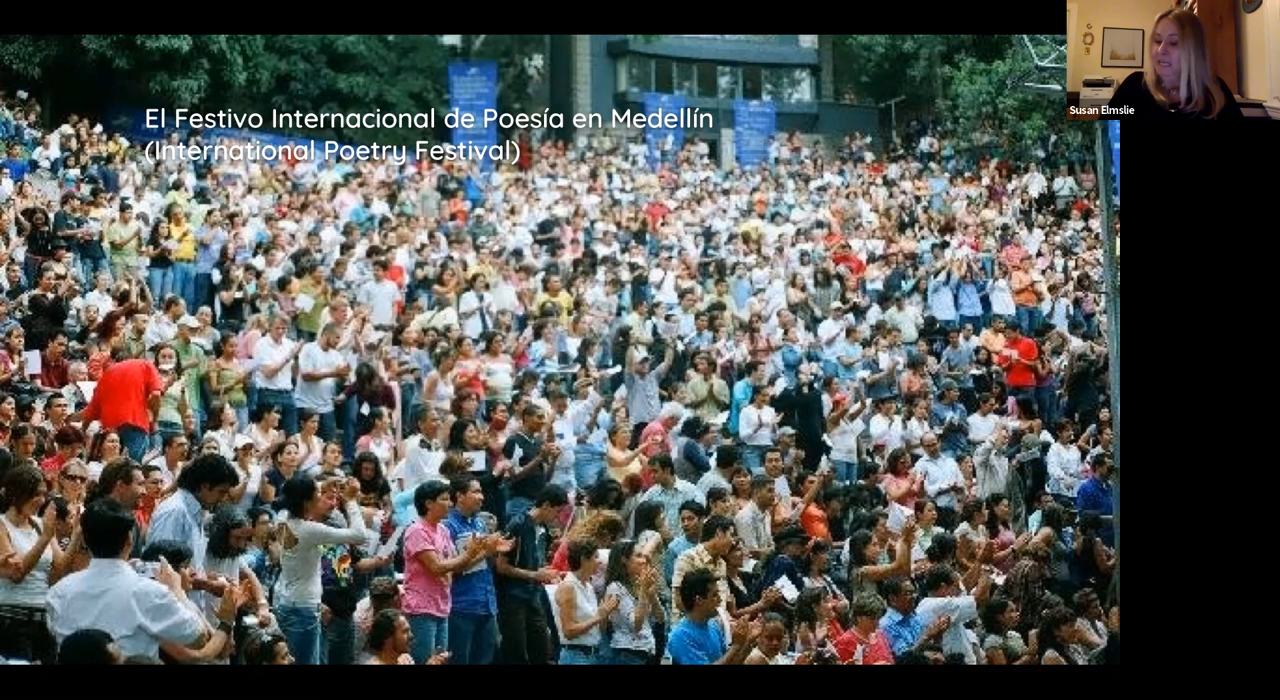 El Festivo Internacional de Poesía en Medellín
(International Poetry Festival)
Susan Elmslie